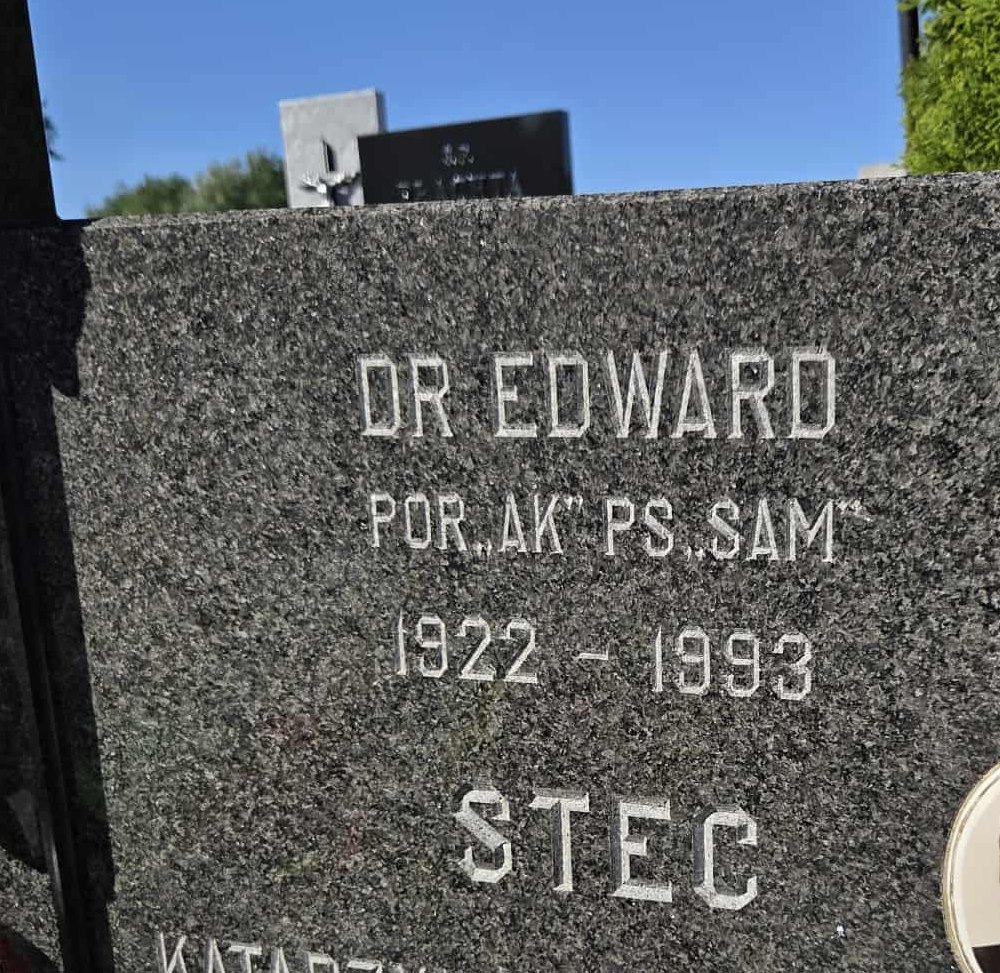 DR EDWARD
POR „AK” PS „SAM”
1922 – 1993
STEC